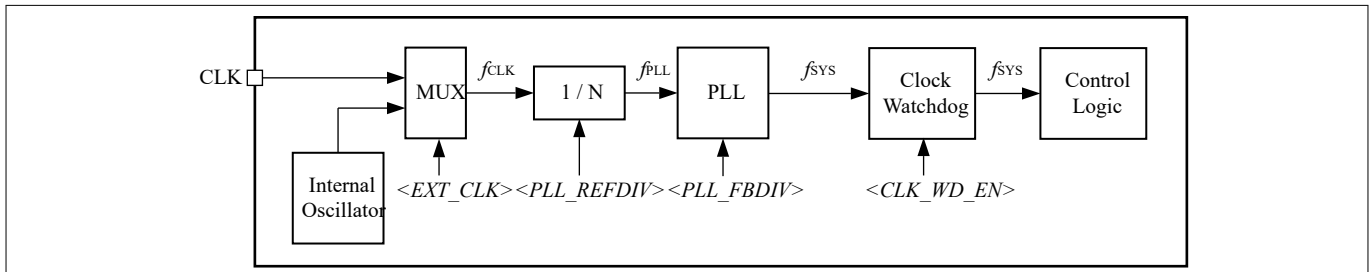 CLK
MUX
fCLK
1 / N
fPLL
PLL
fSYS
Clock
Watchdog
fSYS
Control
Logic
Internal
Oscillator
<EXT_CLK>
<PLL_REFDIV>
<PLL_FBDIV>
<CLK_WD_EN>